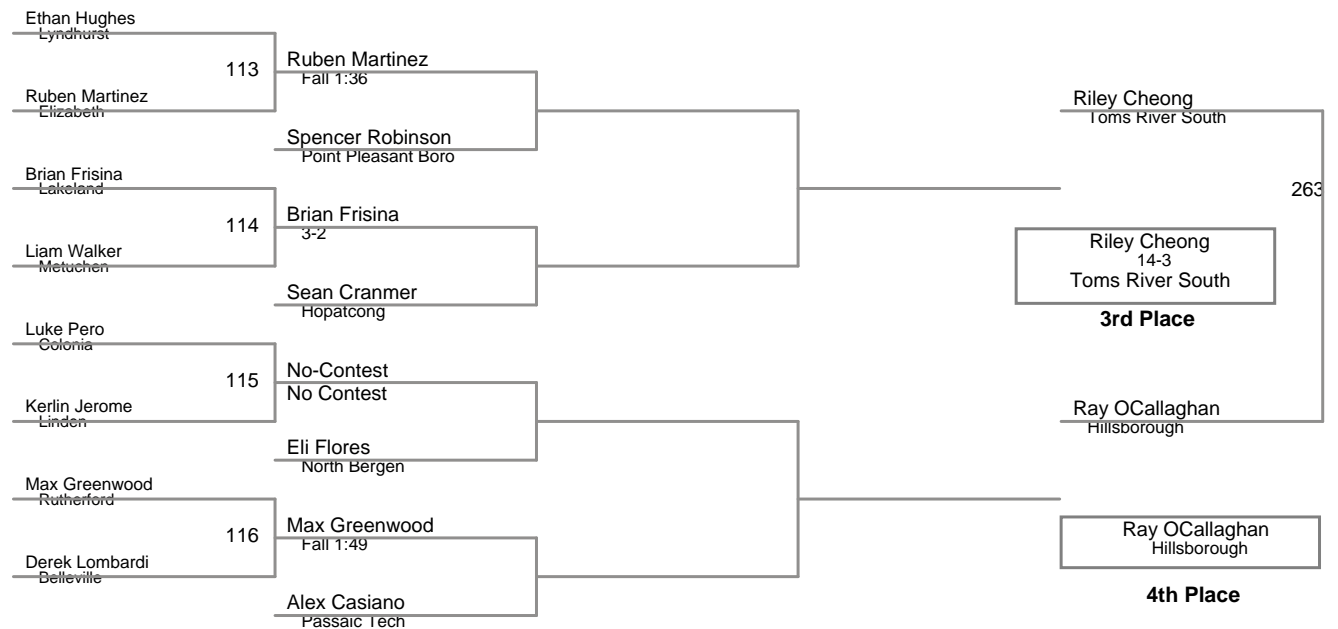 Ethan Hughes
Lyndhurst
113
Ruben Martinez
Fall 1:36
Ruben Martinez
Elizabeth
Spencer Robinson
Point Pleasant Boro
Brian Frisina
Lakeland
114
Brian Frisina
3-2
Liam Walker
Metuchen
Sean Cranmer
Hopatcong
Luke Pero
Colonia
115
No-Contest
No Contest
Kerlin Jerome
Linden
Eli Flores
North Bergen
Max Greenwood
Rutherford
116
Max Greenwood
Fall 1:49
Derek Lombardi
Belleville
Alex Casiano
Passaic Tech
Riley Cheong
Toms River South
263
Riley Cheong
14-3
Toms River South
3rd Place
Ray OCallaghan
Hillsborough
Ray OCallaghan
Hillsborough
4th Place